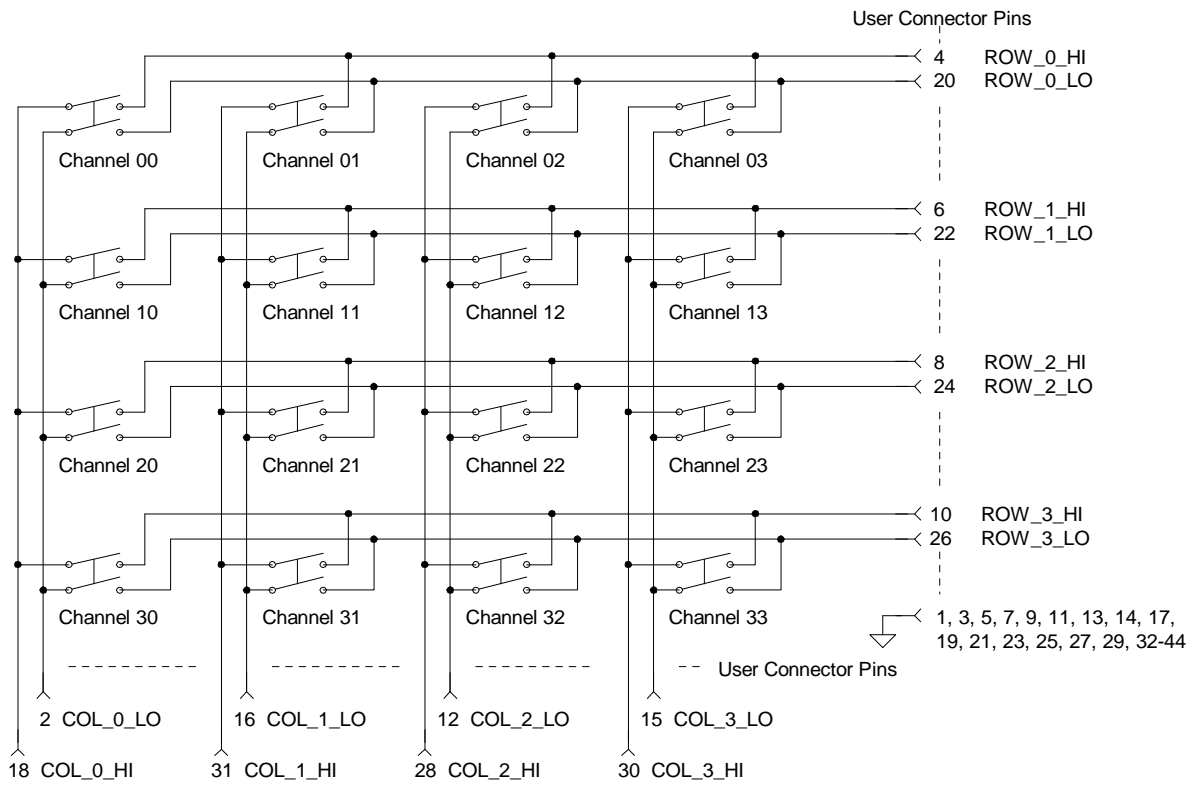 User Connector Pins
4 ROW_0_HI
20 ROW_0_LO
Channel 00 Channel 01 Channel 02 Channel 03
6 ROW_1_HI
22 ROW_1_LO
Channel 10 Channel 11 Channel 12 Channel 13
8 ROW_2_HI
24 ROW_2_LO
Channel 20 Channel 21 Channel 22 Channel 23
10 ROW_3_HI
26 ROW_3_LO
Channel 30 Channel 31 Channel 32 Channel 33
1, 3, 5, 7, 9, 11, 13, 14, 17,
19, 21, 23, 25, 27, 29, 32-44
User Connector Pins
2 COL_0_LO 16 COL_1_LO 12 COL_2_LO 15 COL_3_LO
18 COL_0_HI 31 COL_1_HI 28 COL_2_HI 30 COL_3_HI